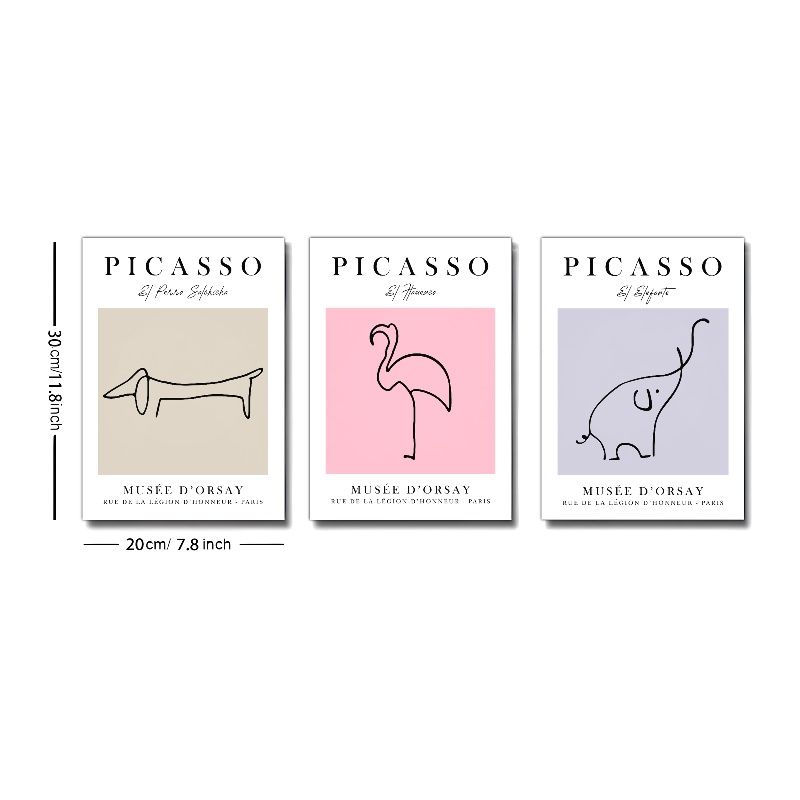 PICASSO
El Perro Salchicha
MUSÉE D'ORSAY
RUE DE LA LÉGION D'HONNEUR - PARIS
PICASSO
El Flamenco
MUSÉE D'ORSAY
RUE DE LA LÉGION D'HONNEUR - PARIS
PICASSO
El Elefante
MUSÉE D'ORSAY
RUE DE LA LÉGION D'HONNEUR - PARIS
30cm/11.8inch
20cm/ 7.8 inch